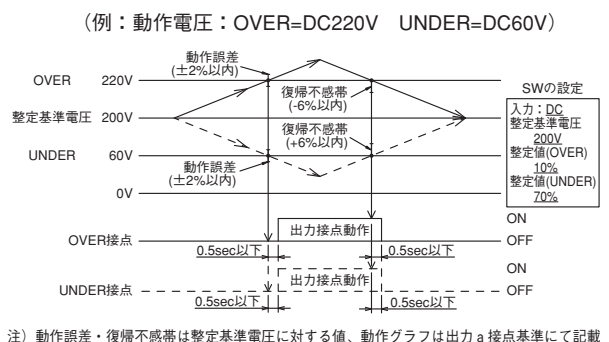 (例：動作電圧：OVER=DC220V　UNDER=DC60V)
動作誤差
(±2%以内)
OVER　220V
復帰不感帯
(-6%以内)
SWの設定
入力：DC
整定基準電圧
200V
整定値(OVER)
10%
整定値(UNDER)
70%
整定基準電圧　200V
復帰不感帯
(+6%以内)
UNDER　60V
動作誤差
(±2%以内)
0V
ON
出力接点動作
OVER接点
OFF
0.5sec以下
0.5sec以下
ON
出力接点動作
UNDER接点
OFF
0.5sec以下
0.5sec以下
注）動作誤差・復帰不感帯は整定基準電圧に対する値、動作グラフは出力a接点基準にて記載